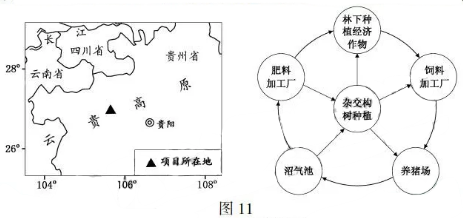 长 江
四川省
贵州省
云南省
28°
26°
贵 高 原
云
贵阳
▲ 项目所在地
104° 106° 108°
林下种
植经济
作物
肥料
加工厂
饲料
加工厂
杂交构
树种植
沼气池
养猪场
图 11